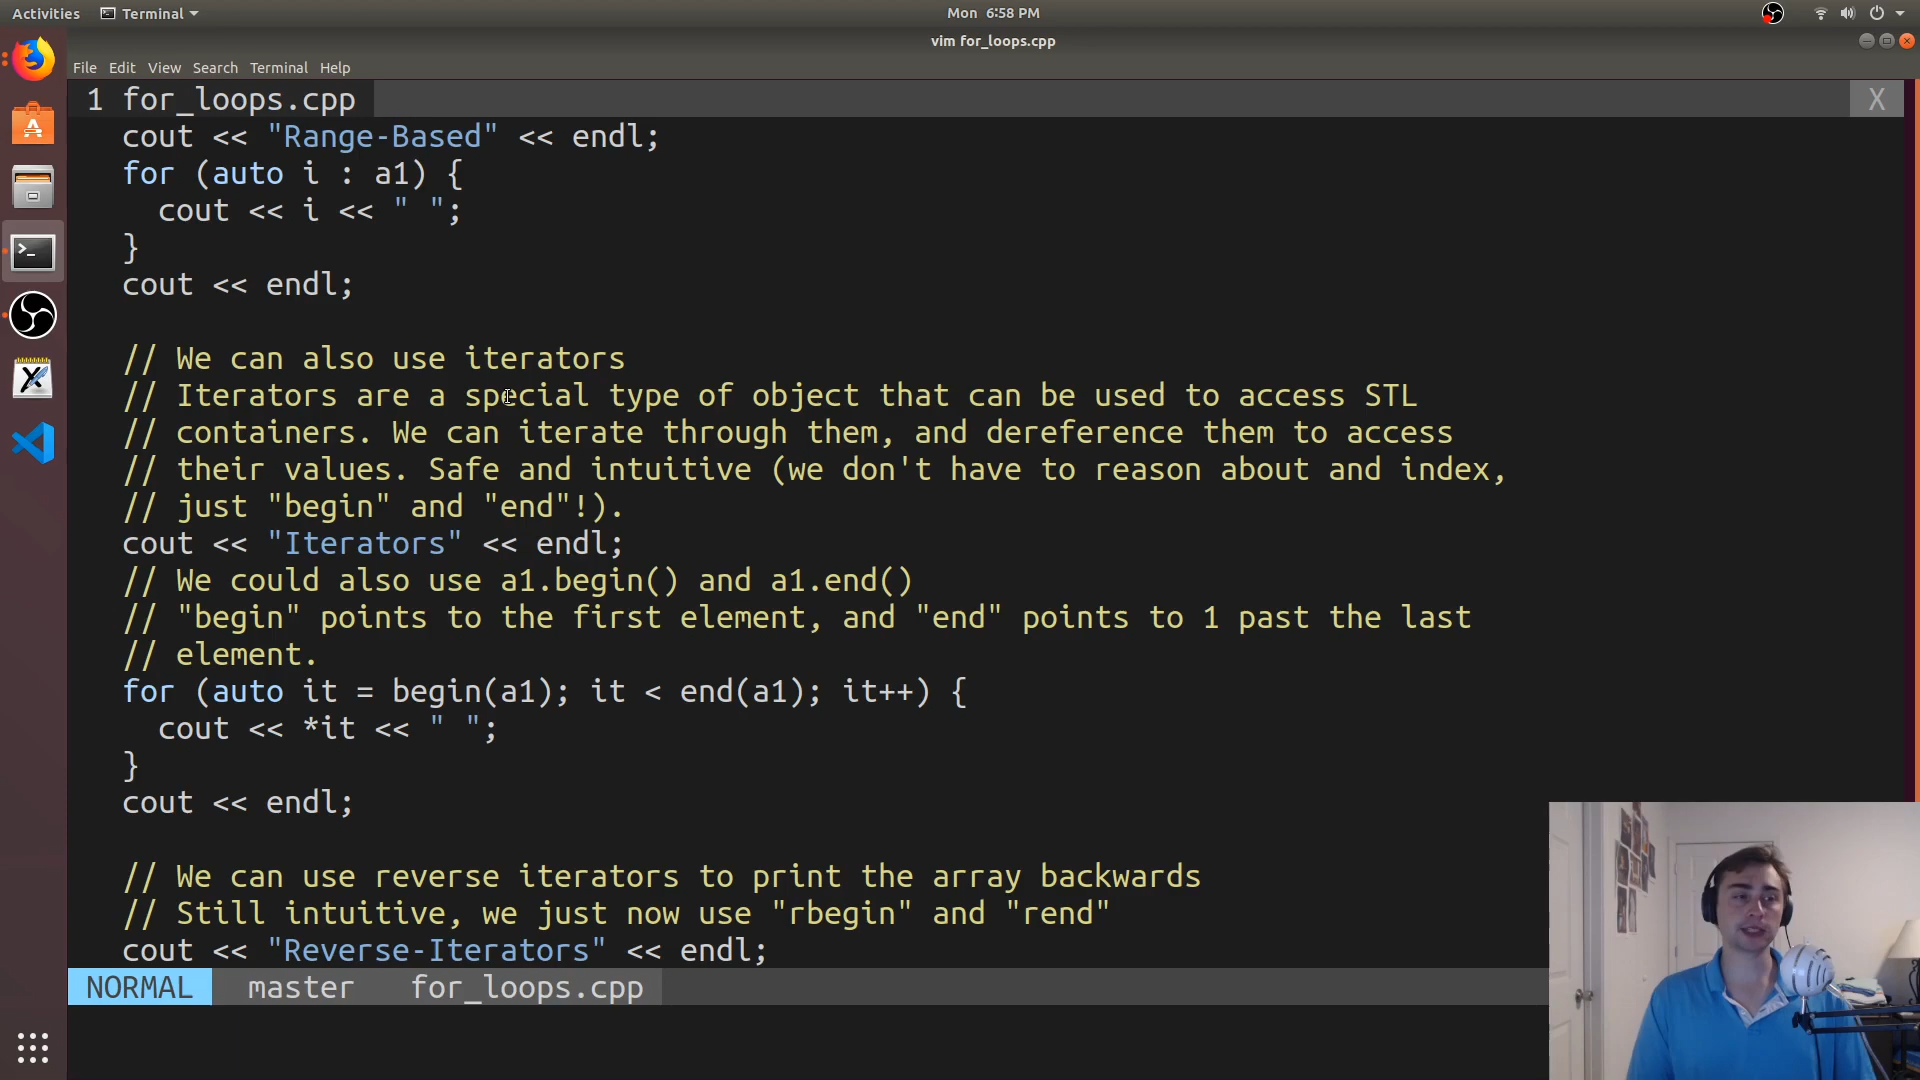 Activities Terminal Mon 6:58 PM
vim for_loops.cpp
File Edit View Search Terminal Help
1 for_loops.cpp X
cout << "Range-Based" << endl;
for (auto i : a1) {
cout << i << " ";
}
cout << endl;
// We can also use iterators
// Iterators are a special type of object that can be used to access STL
// containers. We can iterate through them, and dereference them to access
// their values. Safe and intuitive (we don't have to reason about and index,
// just "begin" and "end"!).
cout << "Iterators" << endl;
// We could also use a1.begin() and a1.end()
// "begin" points to the first element, and "end" points to 1 past the last
// element.
for (auto it = begin(a1); it < end(a1); it++) {
cout << *it << " ";
}
cout << endl;
// We can use reverse iterators to print the array backwards
// Still intuitive, we just now use "rbegin" and "rend"
cout << "Reverse-Iterators" << endl;
NORMAL master for_loops.cpp